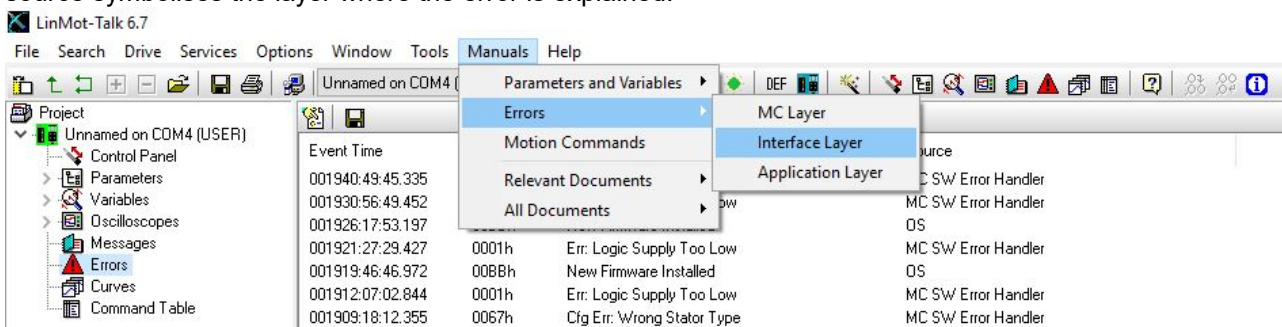 source symbolises the layer where the error is explained.
LinMot-Talk 6.7
File Search Drive Services Options Window Tools Manuals Help
Unnamed on COM4 ( DEF
Project
Unnamed on COM4 (USER)
Control Panel
Parameters
Variables
Oscilloscopes
Messages
Errors
Curves
Command Table
Parameters and Variables
Errors
Motion Commands
Relevant Documents
All Documents
MC Layer
Interface Layer
Application Layer
Event Time
001940:49:45.335 C SW Error Handler
001930:56:49.452 MC SW Error Handler
001926:17:53.197 OS
001921:27:29.427 0001h Err: Logic Supply Too Low MC SW Error Handler
001919:46:46.972 00BBh New Firmware Installed OS
001912:07:02.844 0001h Err: Logic Supply Too Low MC SW Error Handler
001909:18:12.355 0067h Cfg Err: Wrong Stator Type MC SW Error Handler